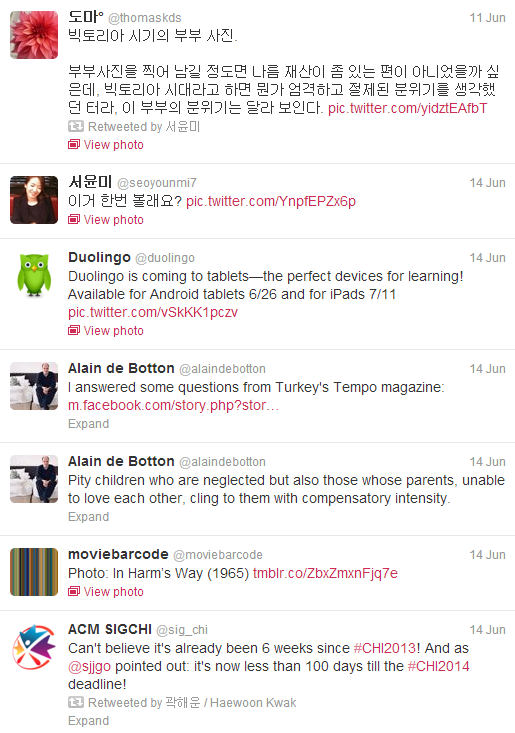 도마° @thomaskds 11 Jun
빅토리아 시기의 부부 사진.
부부사진을 찍어 남길 정도면 나름 재산이 좀 있는 편이 아니었을까 싶
은데, 빅토리아 시대라고 하면 뭔가 엄격하고 절제된 분위기를 생각했
던 터라, 이 부부의 분위기는 달라 보인다. pic.twitter.com/yidztEAfbT
Retweeted by 서윤미
View photo
서윤미 @seoyounmi7 14 Jun
이거 한번 볼래요? pic.twitter.com/YnpfEPZx6p
View photo
Duolingo @duolingo 14 Jun
Duolingo is coming to tablets—the perfect devices for learning!
Available for Android tablets 6/26 and for iPads 7/11
pic.twitter.com/vSkKK1pczv
View photo
Alain de Botton @alaindebotton 14 Jun
I answered some questions from Turkey's Tempo magazine:
m.facebook.com/story.php?stor…
Expand
Alain de Botton @alaindebotton 14 Jun
Pity children who are neglected but also those whose parents, unable
to love each other, cling to them with compensatory intensity.
Expand
moviebarcode @moviebarcode 14 Jun
Photo: In Harm's Way (1965) tmblr.co/ZbxZmxnFjq7e
View photo
ACM SIGCHI @sig_chi 14 Jun
Can't believe it's already been 6 weeks since #CHI2013! And as
@sjjgo pointed out: it's now less than 100 days till the #CHI2014
deadline!
Retweeted by 곽해운 / Haewoon Kwak
Expand